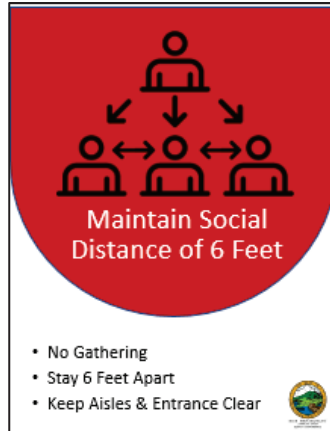 Maintain Social
Distance of 6 Feet
• No Gathering
• Stay 6 Feet Apart
• Keep Aisles & Entrance Clear